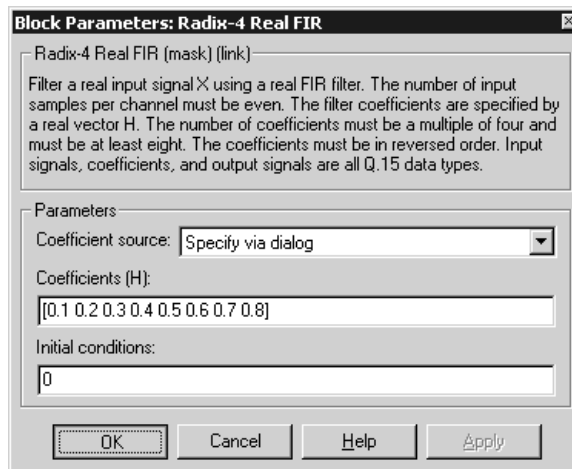 Block Parameters: Radix-4 Real FIR
Radix-4 Real FIR (mask) (link)
Filter a real input signal X using a real FIR filter. The number of input
samples per channel must be even. The filter coefficients are specified by
a real vector H. The number of coefficients must be a multiple of four and
must be at least eight. The coefficients must be in reversed order. Input
signals, coefficients, and output signals are all Q.15 data types.
Parameters
Coefficient source: Specify via dialog
Coefficients (H):
[0.1 0.2 0.3 0.4 0.5 0.6 0.7 0.8]
Initial conditions:
0
OK Cancel Help Apply